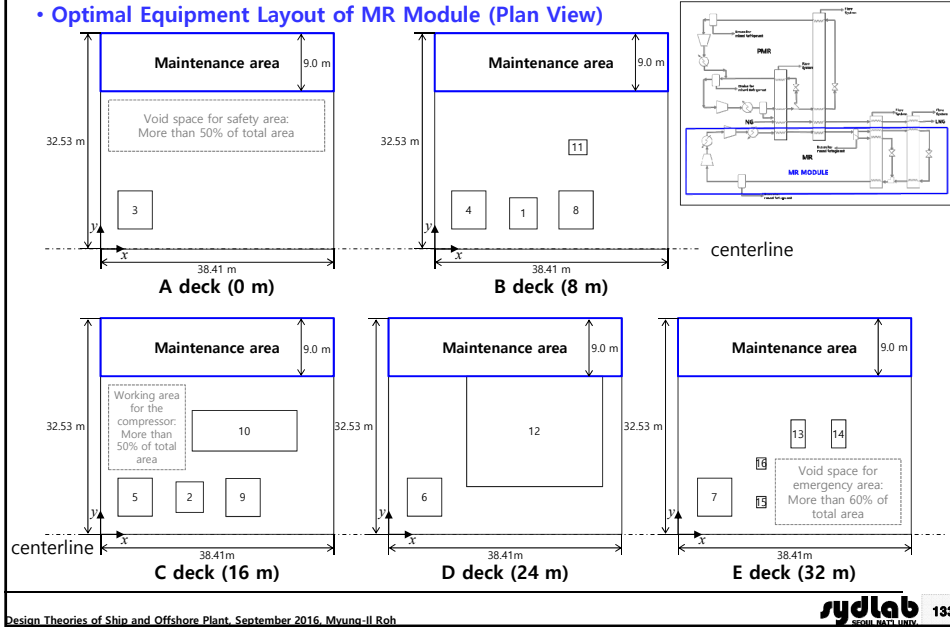 • Optimal Equipment Layout of MR Module (Plan View)
Maintenance area
9.0 m
Void space for safety area:
More than 50% of total area
32.53 m
3
y
x
38.41 m
A deck (0 m)
Maintenance area
9.0 m
32.53 m
11
4
1
8
y
x
38.41 m
B deck (8 m)
centerline
PMR
NG
LNG
MR
MR MODULE
Maintenance area
9.0 m
Working area
for the
compressor:
More than
50% of total
area
32.53 m
10
5
2
9
y
x
centerline
38.41m
C deck (16 m)
Maintenance area
9.0 m
32.53 m
12
6
y
x
38.41m
D deck (24 m)
Maintenance area
9.0 m
32.53 m
13
14
16
Void space for
emergency area:
More than 60% of
total area
7
15
y
x
38.41m
E deck (32 m)
Design Theories of Ship and Offshore Plant, September 2016, Myung-Il Roh
sydlab
SEOUL NAT'L UNIV.
133